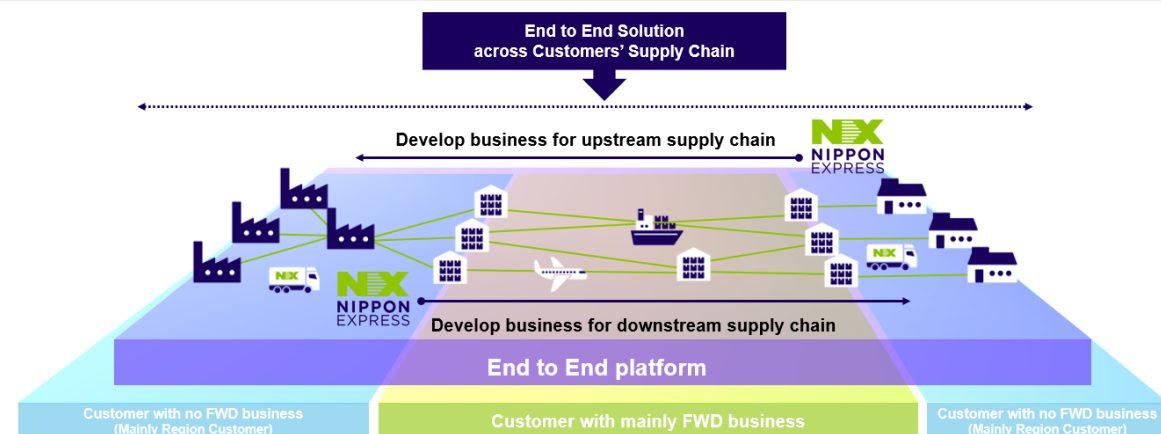 End to End Solution
across Customers' Supply Chain
Develop business for upstream supply chain
NX
NIPPON
EXPRESS
NX
NX
NX
NIPPON
EXPRESS
Develop business for downstream supply chain
End to End platform
Customer with no FWD business
(Mainly Region Customer)
Customer with mainly FWD business
Customer with no FWD business
(Mainly Region Customer)